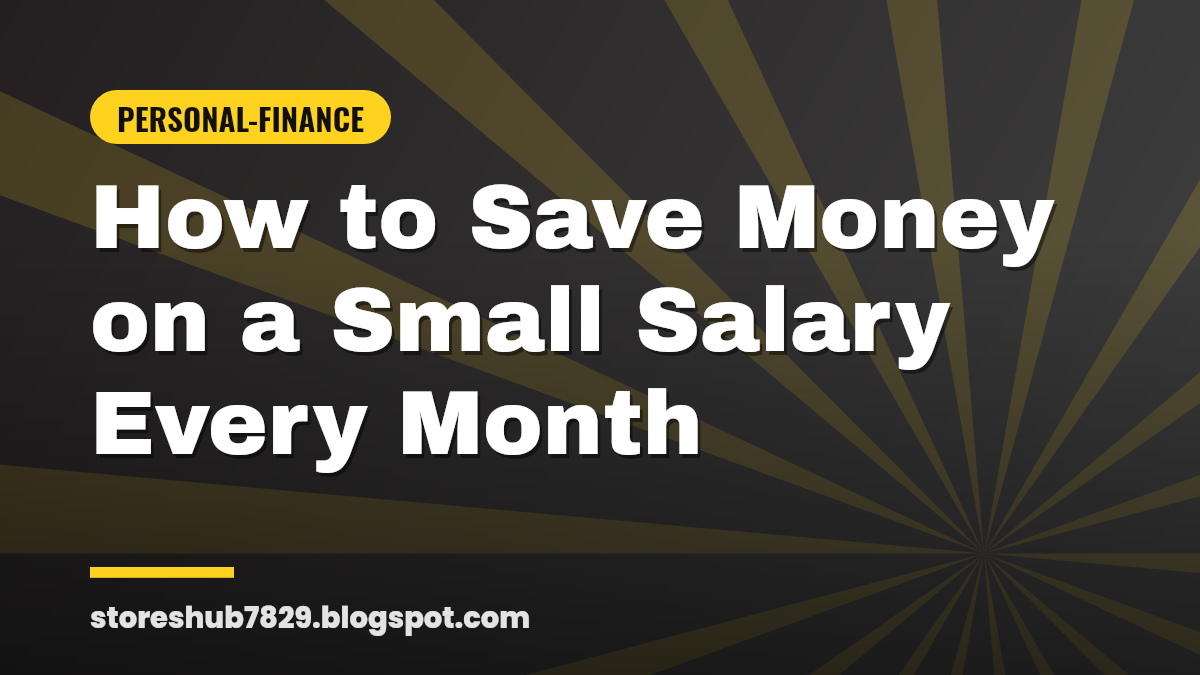 PERSONAL-FINANCE
How to Save Money
on a Small Salary
Every Month
storeshub7829.blogspot.com